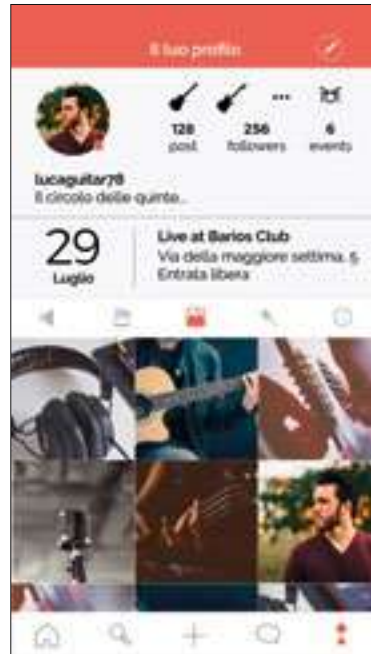 Il tuo profilo
128 256 6
post followers events
lucaguitar78
Il circolo delle quinte...
29
Luglio
Live at Barios Club
Via della maggiore settima, 5
Entrata libera